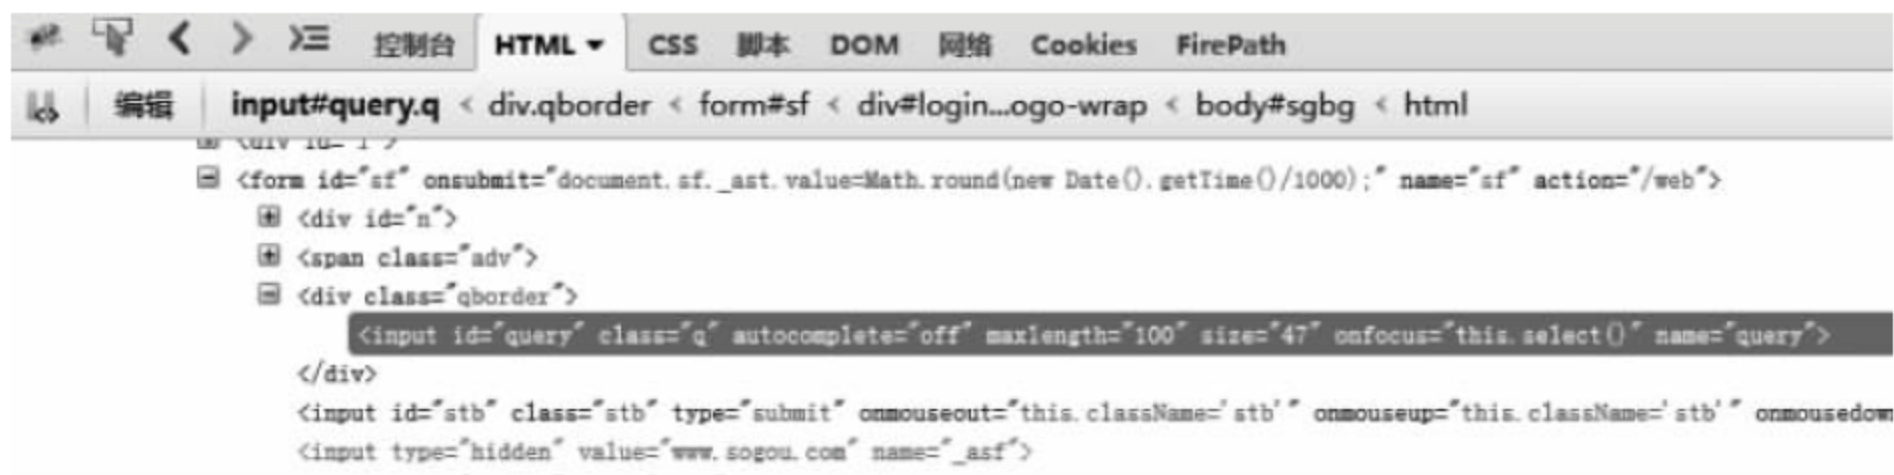 控制台 HTML CSS 脚本 DOM 网络 Cookies FirePath
编辑 input#query.q < div.qborder < form#sf < div#login...ogo-wrap < body#sgbg < html
<form id="sf" onsubmit="document.sf._ast.value=Math.round(new Date().getTime()/1000);" name="sf" action="/web">
<div id="n">
<span class="adv">
<div class="qborder">
<input id="query" class="q" autocomplete="off" maxlength="100" size="47" onfocus="this.select()" name="query">
</div>
<input id="stb" class="stb" type="submit" onmouseout="this.className='stb'" onmouseup="this.className='stb'" onmousedown
<input type="hidden" value="www.sogou.com" name="_asf">